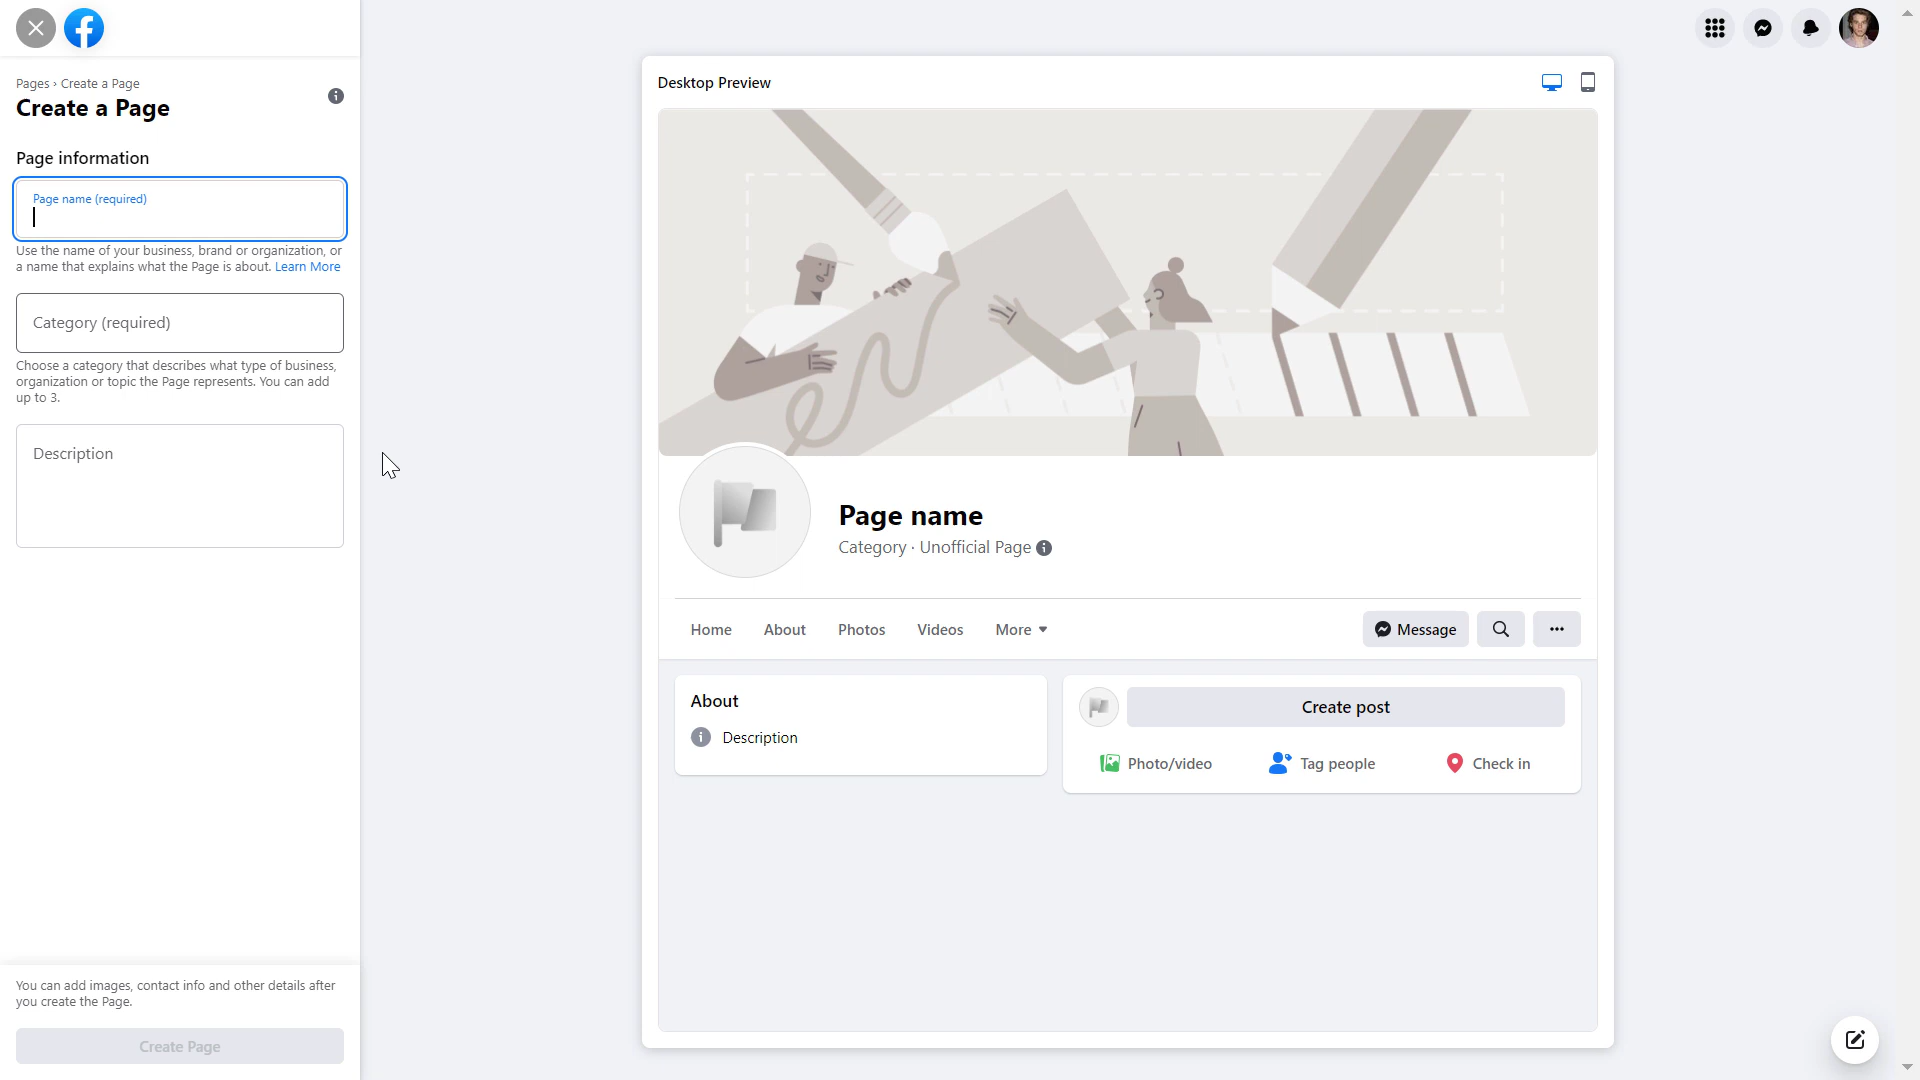 Pages › Create a Page
Create a Page
Page information
Page name (required)
Use the name of your business, brand or organization, or
a name that explains what the Page is about. Learn More
Category (required)
Choose a category that describes what type of business,
organization or topic the Page represents. You can add
up to 3.
Description
You can add images, contact info and other details after
you create the Page.
Create Page
Desktop Preview
Page name
Category · Unofficial Page
Home About Photos Videos More
Message
About
Description
Create post
Photo/video Tag people Check in